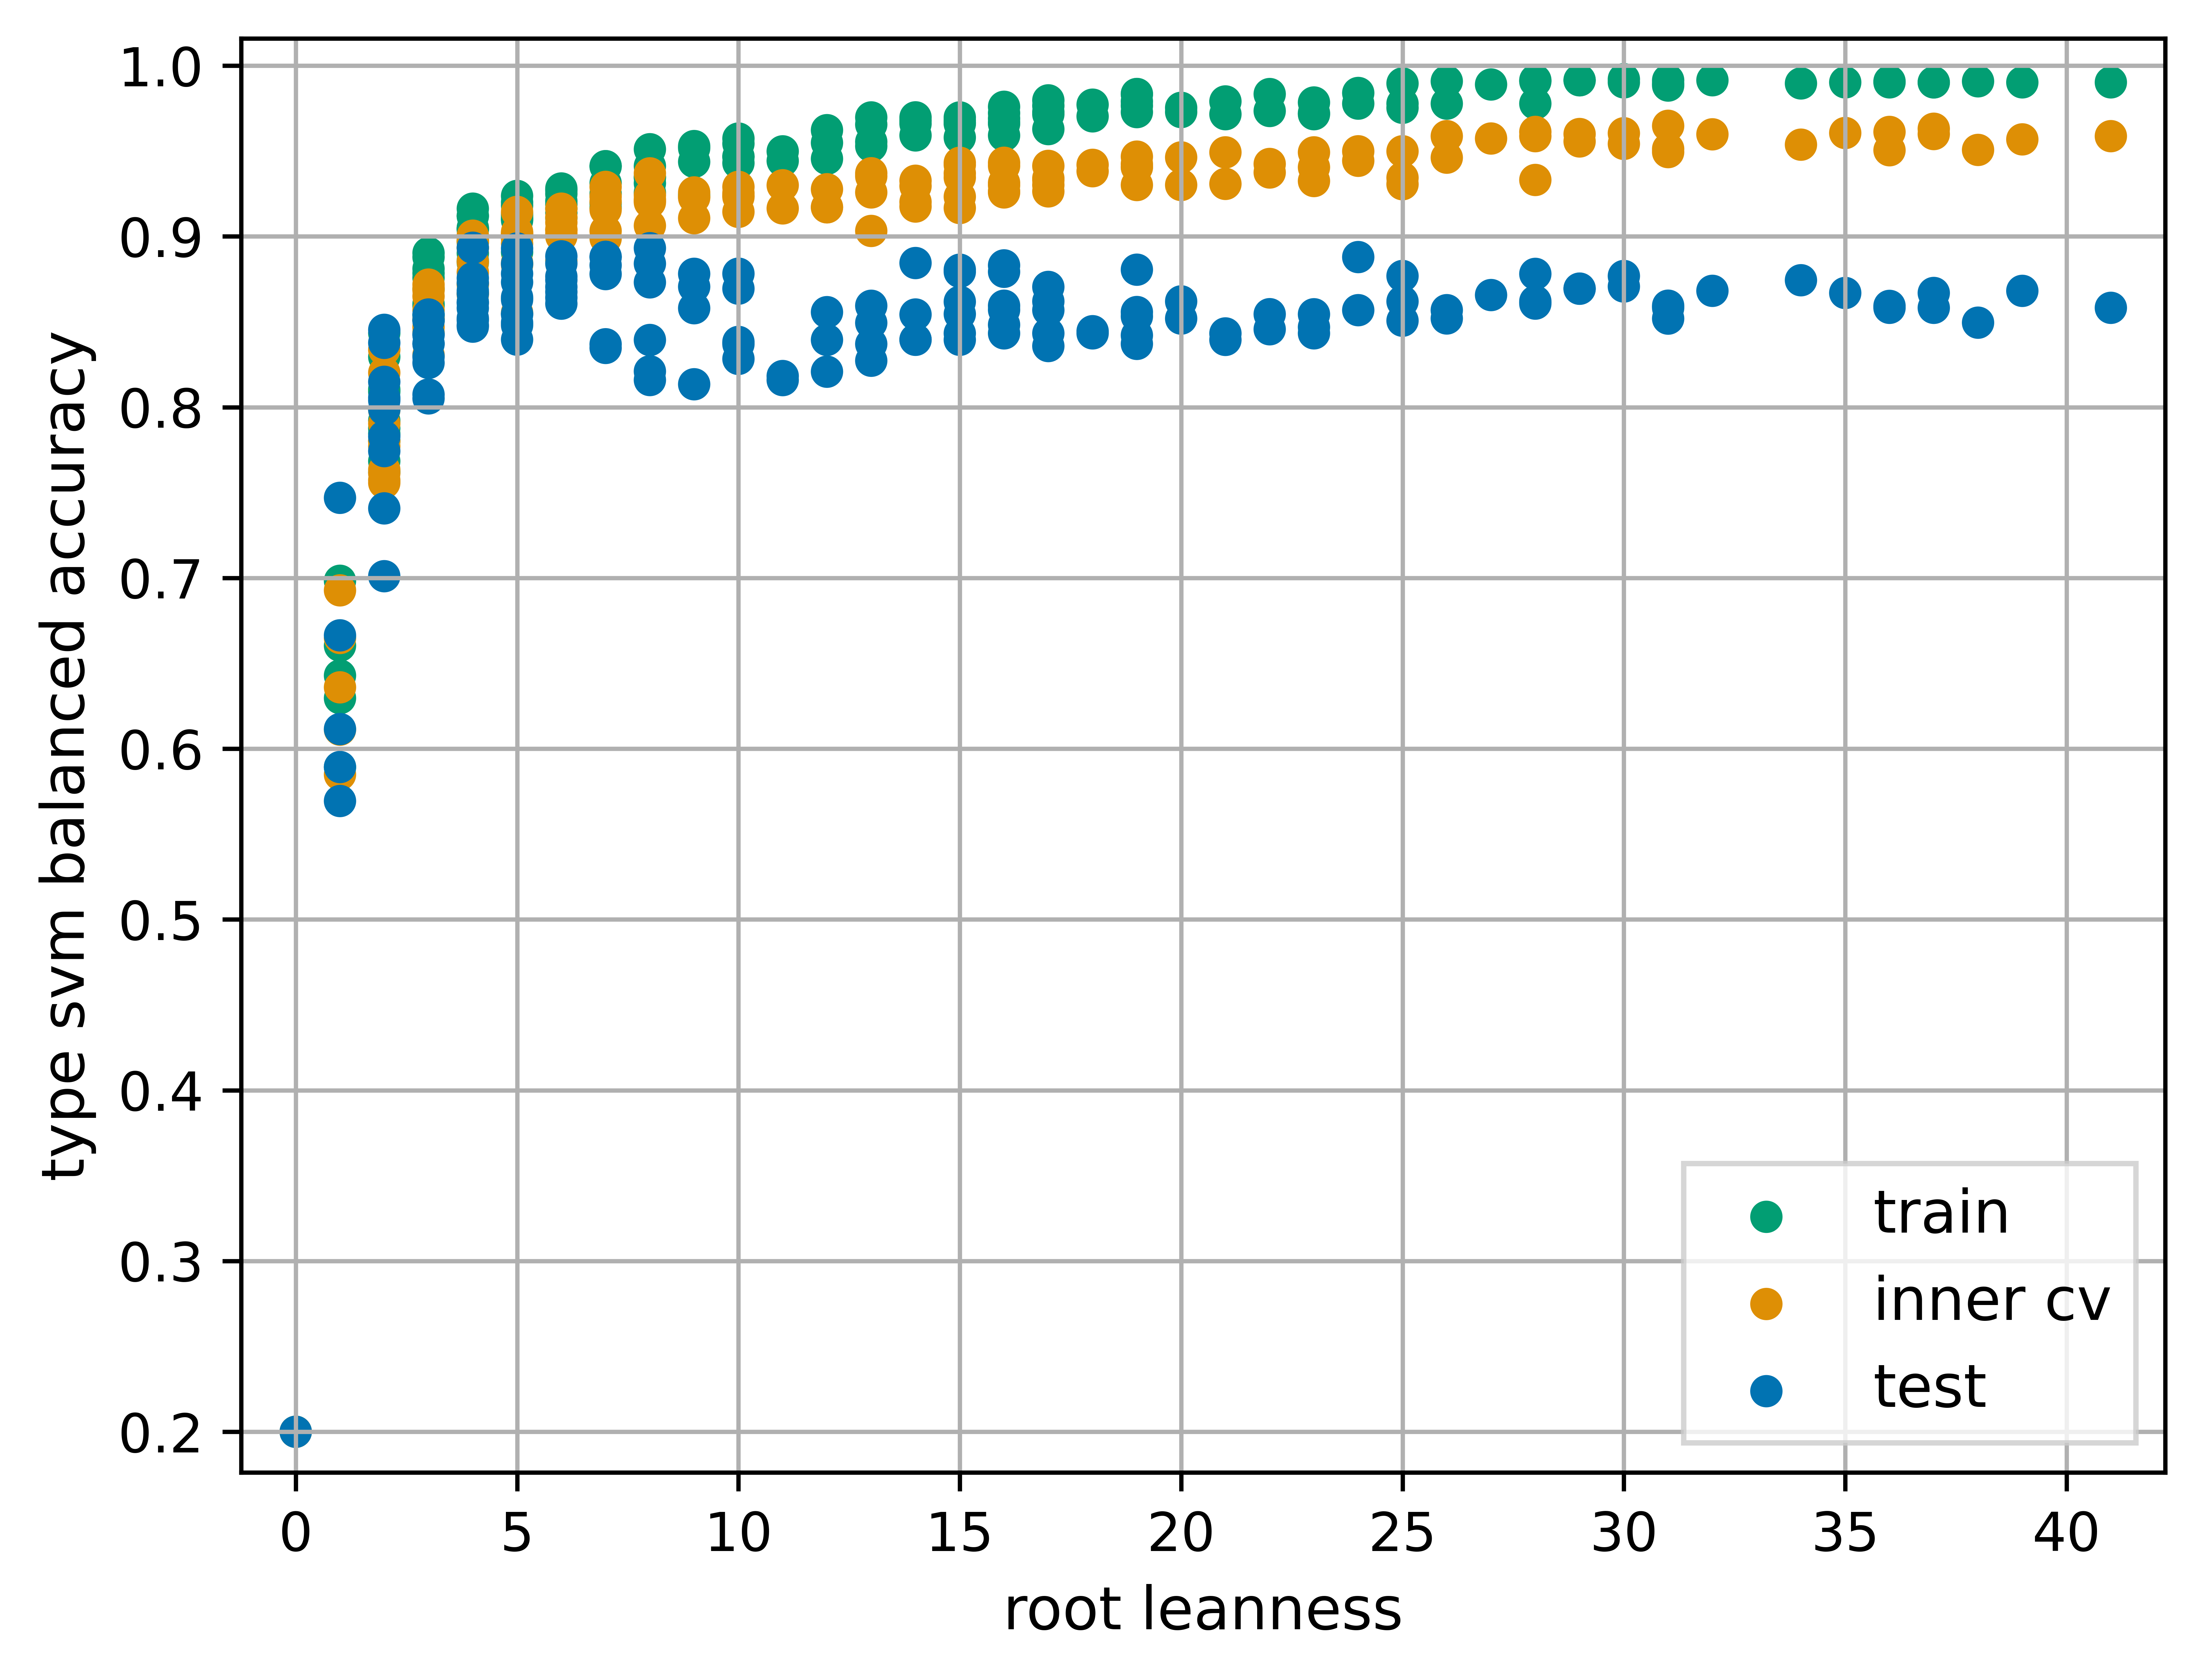 type svm balanced accuracy
1.0
0.9
0.8
0.7
0.6
0.5
0.4
0.3
0.2
train
inner cv
test
0 5 10 15 20 25 30 35 40
root leanness